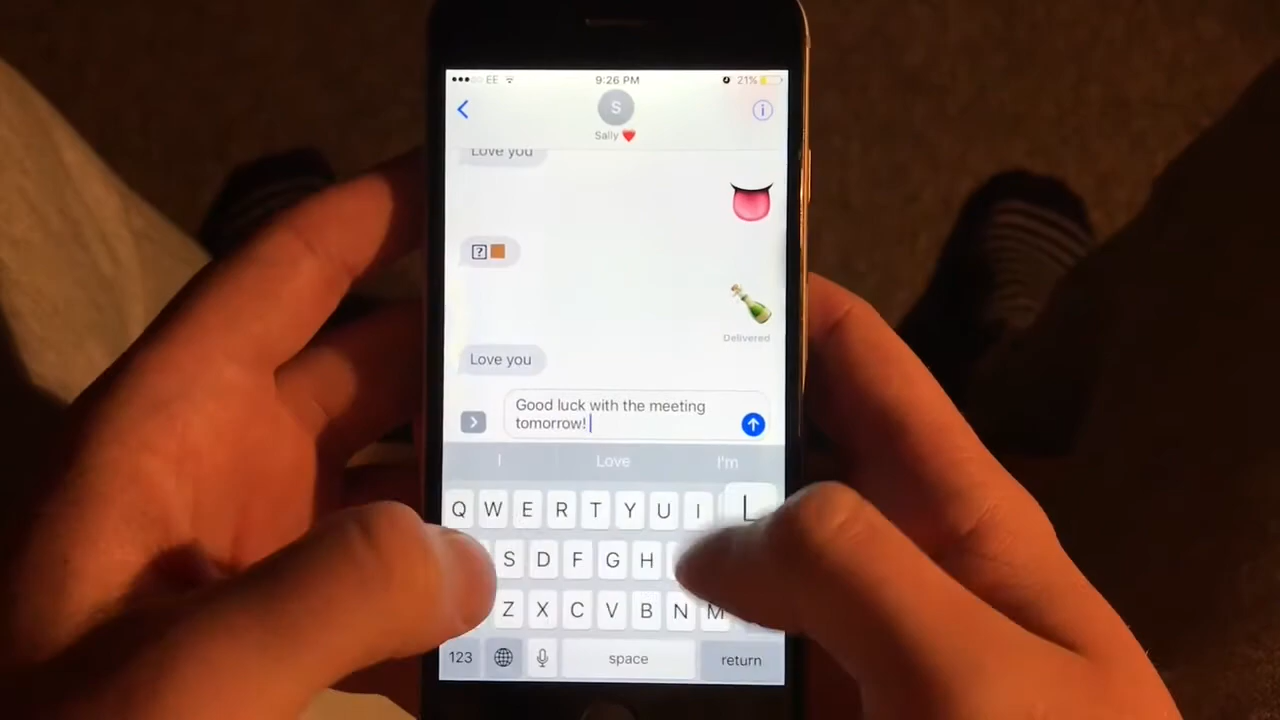 EE 9:26 PM 21%
S
Sally ❤️
Love you
Delivered
Love you
Good luck with the meeting
tomorrow!
I Love I'm
Q W E R T Y U I L
S D F G H
Z X C V B N M
123 space return